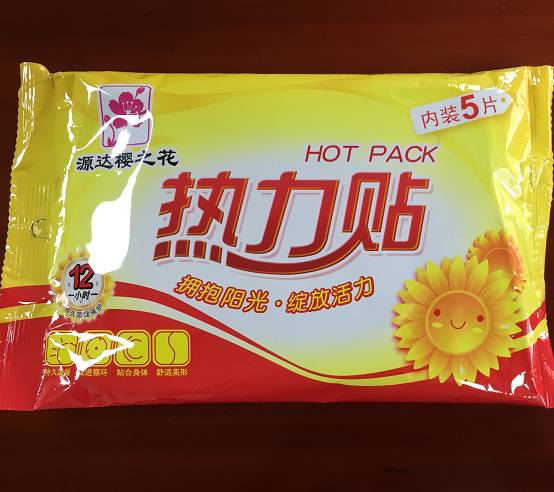 源达樱之花
内装5片
HOT PACK
热力贴
拥抱阳光·绽放活力
12
小时
贴合身体
舒适美形